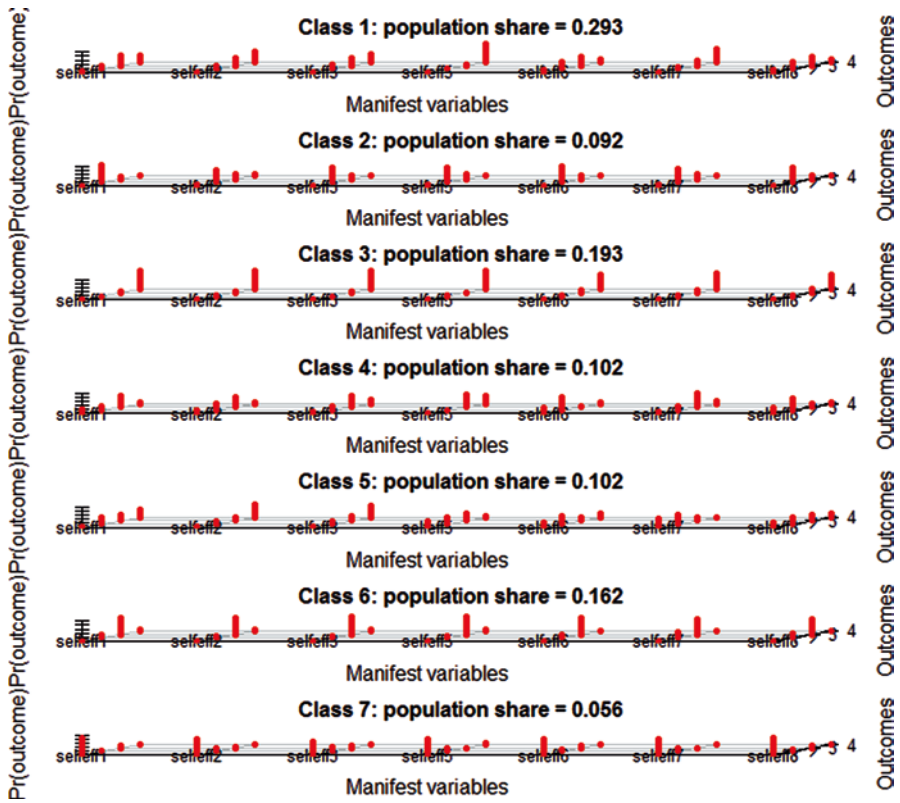 Class 1: population share = 0.293
Pr(outcome)
selfeff1 selfeff2 selfeff3 selfeff5 selfeff6 selfeff7 selfeff8 2 3 4
Outcomes
Manifest variables
Class 2: population share = 0.092
Pr(outcome)
selfeff1 selfeff2 selfeff3 selfeff5 selfeff6 selfeff7 selfeff8 2 3 4
Outcomes
Manifest variables
Class 3: population share = 0.193
Pr(outcome)
selfeff1 selfeff2 selfeff3 selfeff5 selfeff6 selfeff7 selfeff8 2 3 4
Outcomes
Manifest variables
Class 4: population share = 0.102
Pr(outcome)
selfeff1 selfeff2 selfeff3 selfeff5 selfeff6 selfeff7 selfeff8 2 3 4
Outcomes
Manifest variables
Class 5: population share = 0.102
Pr(outcome)
selfeff1 selfeff2 selfeff3 selfeff5 selfeff6 selfeff7 selfeff8 2 3 4
Outcomes
Manifest variables
Class 6: population share = 0.162
Pr(outcome)
selfeff1 selfeff2 selfeff3 selfeff5 selfeff6 selfeff7 selfeff8 2 3 4
Outcomes
Manifest variables
Class 7: population share = 0.056
Pr(outcome)
selfeff1 selfeff2 selfeff3 selfeff5 selfeff6 selfeff7 selfeff8 2 3 4
Outcomes
Manifest variables